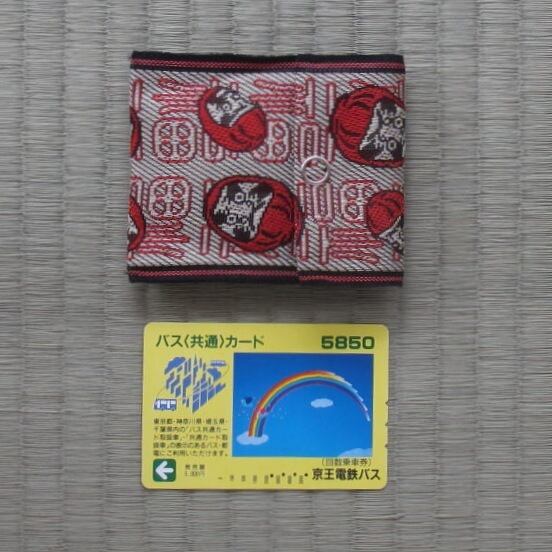 バス〈共通〉カード
5850
東京都・神奈川県・埼玉県・
千葉県内の「バス共通カー
ド取扱車」・「共通カード取
扱車」の表示のあるバス・都
電にご利用いただけます。
発売額
5,000円
(回数乗車券)
京王電鉄バス